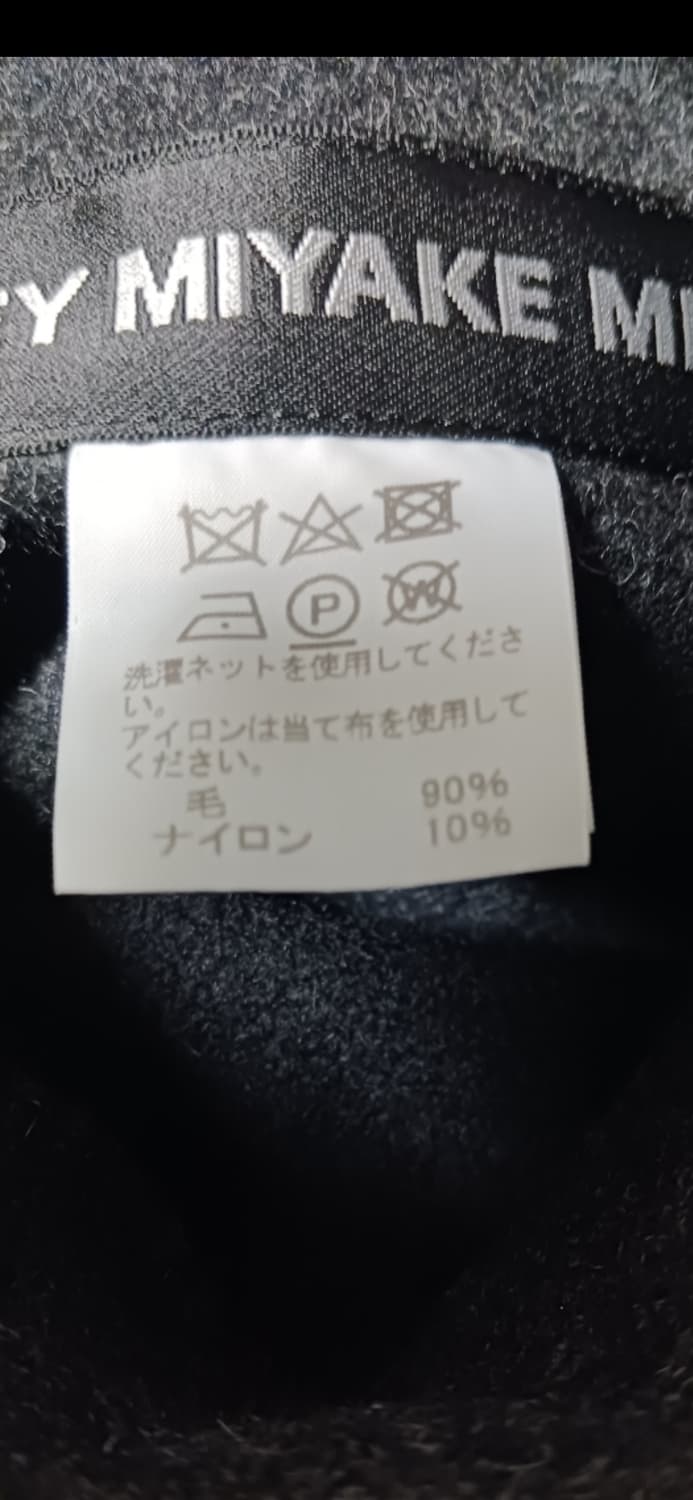 EY MIYAKE MI
P
W
洗濯ネットを使用してくださ
い。
アイロンは当て布を使用して
ください。
毛 90%
ナイロン 10%